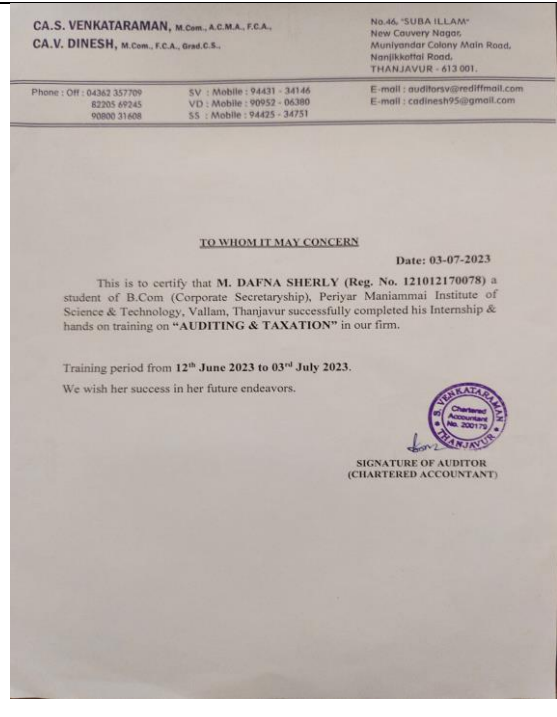 CA.S. VENKATARAMAN, M.Com., A.C.M.A., F.C.A.,
CA.V. DINESH, M.Com., F.C.A., Grad.C.S.,
No.46, "SUBA ILLAM"
New Cauvery Nagar,
Muniyandar Colony Main Road,
Nanjikkottai Road,
THANJAVUR - 613 001.
Phone : Off : 04362 357709
82205 69245
90800 31608
SV : Mobile : 94431 - 34146
VD : Mobile : 90952 - 06380
SS : Mobile : 94425 - 34751
E-mail : auditorsv@rediffmail.com
E-mail : cadinesh95@gmail.com
TO WHOM IT MAY CONCERN
Date: 03-07-2023
This is to certify that M. DAFNA SHERLY (Reg. No. 121012170078) a
student of B.Com (Corporate Secretaryship), Periyar Maniammai Institute of
Science & Technology, Vallam, Thanjavur successfully completed his Internship &
hands on training on “AUDITING & TAXATION” in our firm.
Training period from 12th June 2023 to 03rd July 2023.
We wish her success in her future endeavors.
S. VENKATARAMAN
Chartered
Accountant
No. 200179
THANJAVUR
SIGNATURE OF AUDITOR
(CHARTERED ACCOUNTANT)